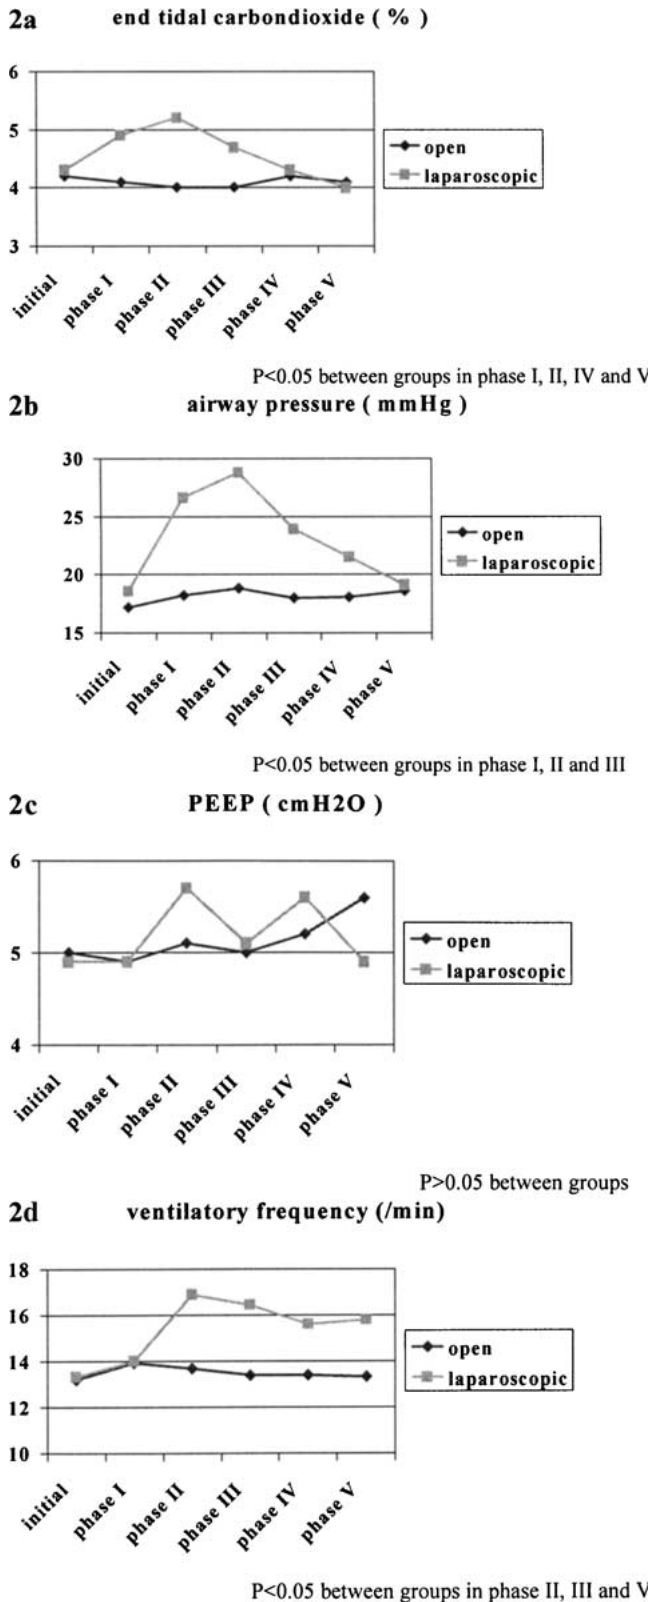 2a end tidal carbondioxide ( % )
6
5
4
3
open
laparoscopic
initial
phase I
phase II
phase III
phase IV
phase V
P<0.05 between groups in phase I, II, IV and V
2b airway pressure ( mmHg )
30
25
20
15
open
laparoscopic
initial
phase I
phase II
phase III
phase IV
phase V
P<0.05 between groups in phase I, II and III
2c PEEP ( cmH2O )
6
5
4
open
laparoscopic
initial
phase I
phase II
phase III
phase IV
phase V
P>0.05 between groups
2d ventilatory frequency (/min)
18
16
14
12
10
open
laparoscopic
initial
phase I
phase II
phase III
phase IV
phase V
P<0.05 between groups in phase II, III and V